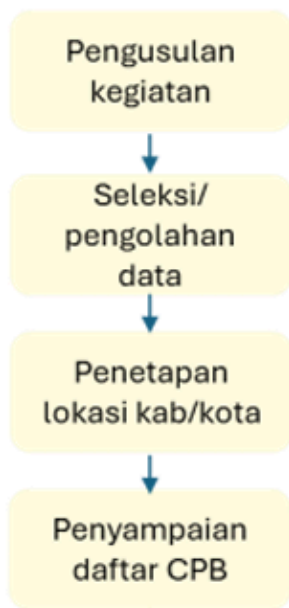 Pengusulan
kegiatan
Seleksi/
pengolahan
data
Penetapan
lokasi kab/kota
Penyampaian
daftar CPB